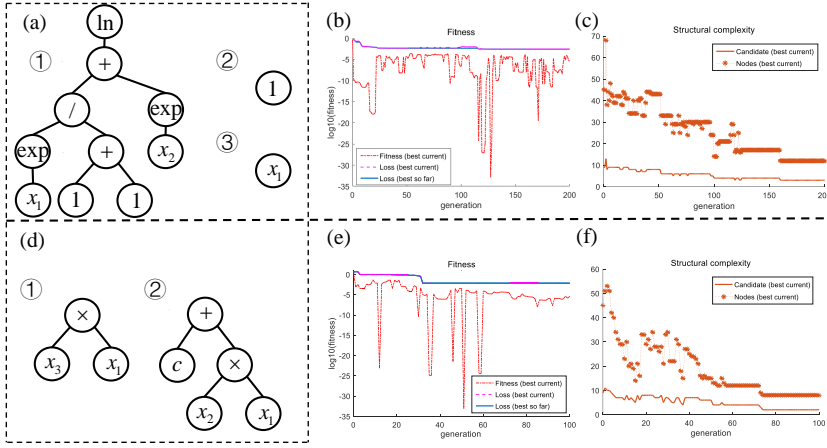 (a)
ln
①
+
②
/
exp
1
exp
+
x2
③
x1
1
1
x1
(b)
Fitness
log10(fitness)
0
-5
-10
-15
-20
-25
-30
-35
Fitness (best current)
Loss (best current)
Loss (best so far)
0
50
100
150
200
generation
(c)
Structural complexity
70
60
50
40
30
20
10
0
Candidate (best current)
Nodes (best current)
0
50
100
150
200
generation
(d)
①
×
x3
x1
②
+
c
×
x2
x1
(e)
Fitness
log10(fitness)
0
-5
-10
-15
-20
-25
-30
-35
Fitness (best current)
Loss (best current)
Loss (best so far)
0
20
40
60
80
100
generation
(f)
Structural complexity
60
50
40
30
20
10
0
Candidate (best current)
Nodes (best current)
0
20
40
60
80
100
generation